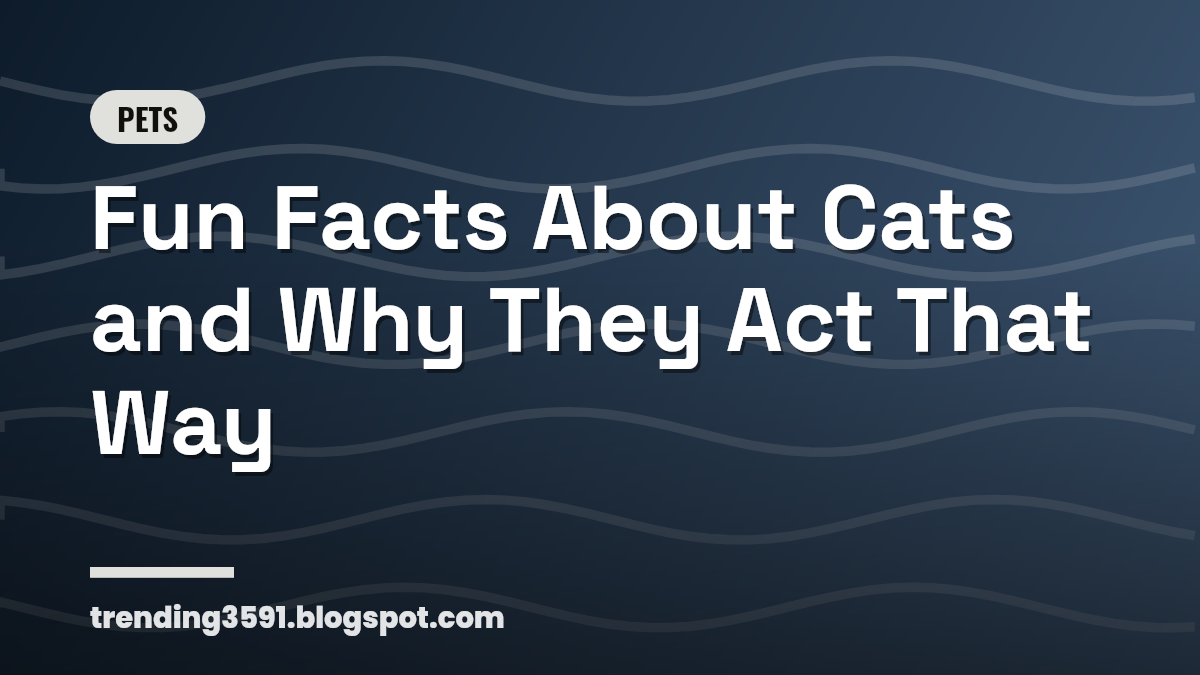 PETS
Fun Facts About Cats
and Why They Act That
Way
trending3591.blogspot.com